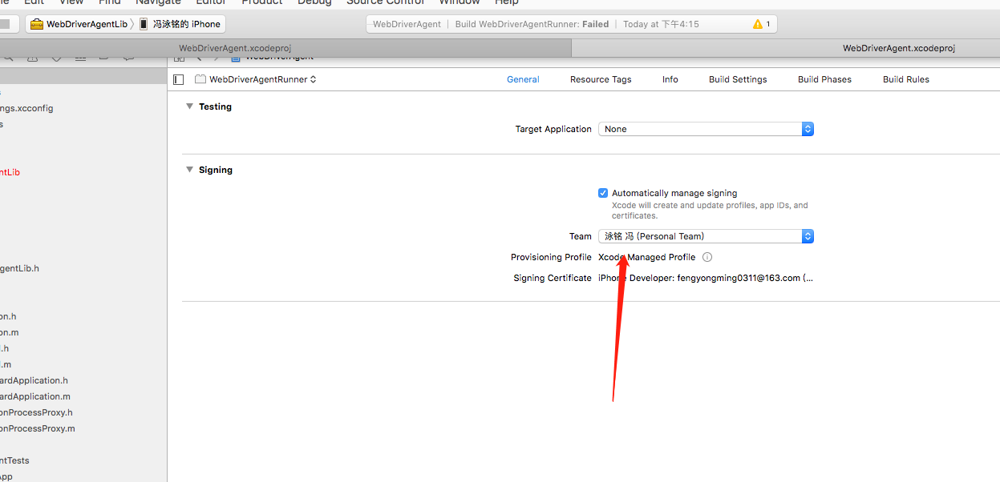 Edit View Find Navigate Editor Product Debug Source Control Window Help
WebDriverAgentLib 冯泳铭的 iPhone
WebDriverAgent | Build WebDriverAgentRunner: Failed | Today at 下午4:15 1
WebDriverAgent.xcodeproj WebDriverAgent.xcodeproj
WebDriverAgent
WebDriverAgentRunner General Resource Tags Info Build Settings Build Phases Build Rules
Testing
ngs.xcconfig
Target Application None
s
Signing
ntLib
Automatically manage signing
Xcode will create and update profiles, app IDs, and
certificates.
Team 泳铭 冯 (Personal Team)
Provisioning Profile Xcode Managed Profile
gentLib.h
Signing Certificate iPhone Developer: fengyongming0311@163.com (...
on.h
on.m
l.h
l.m
ardApplication.h
ardApplication.m
onProcessProxy.h
onProcessProxy.m
ntTests
App